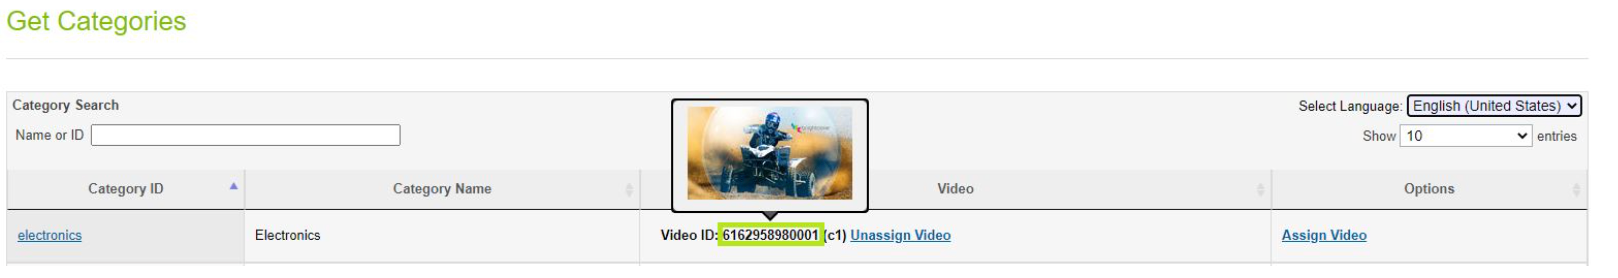 Get Categories
Category Search
Select Language: English (United States)
Name or ID
Show 10 entries
Category ID Category Name Video Options
electronics Electronics Video ID: 6162958980001 (c1) Unassign Video Assign Video